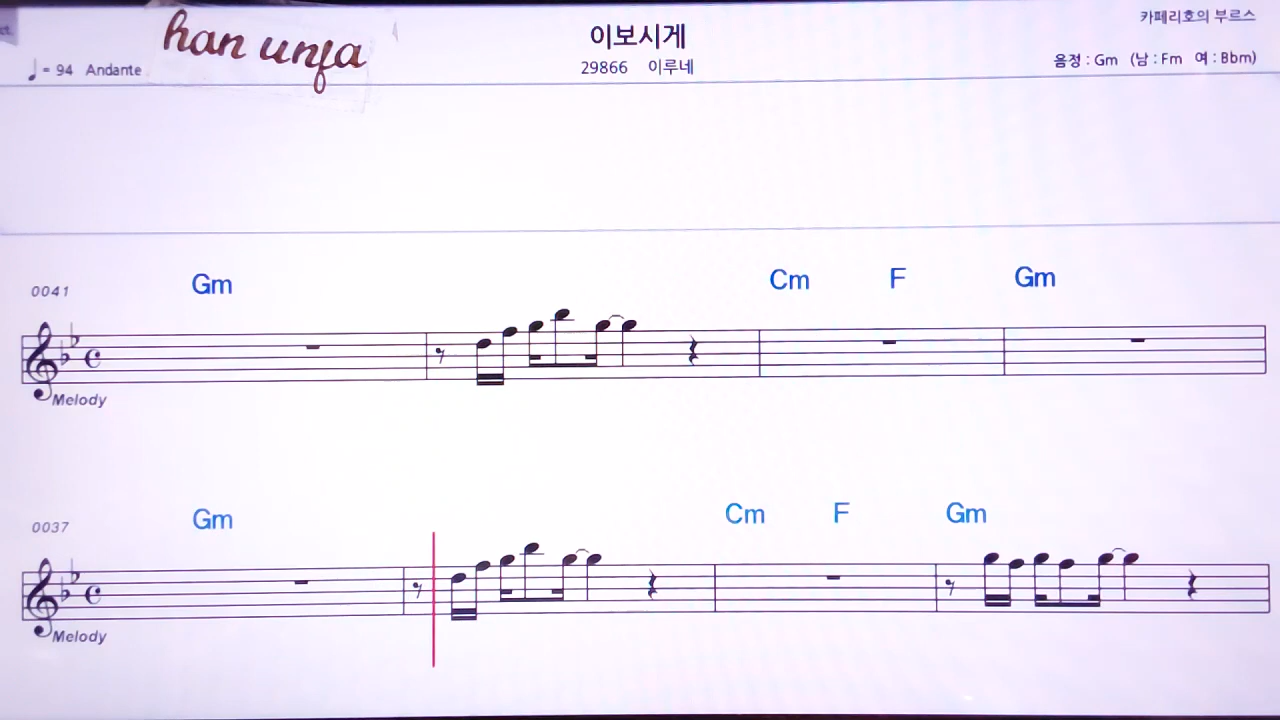 han unfa
이보시게
카페리호의 부르스
♩= 94 Andante
29866 이루네
음정 : Gm (남 : Fm 여 : Bbm)
0041 Gm Cm F Gm
Melody
0037 Gm Cm F Gm
Melody